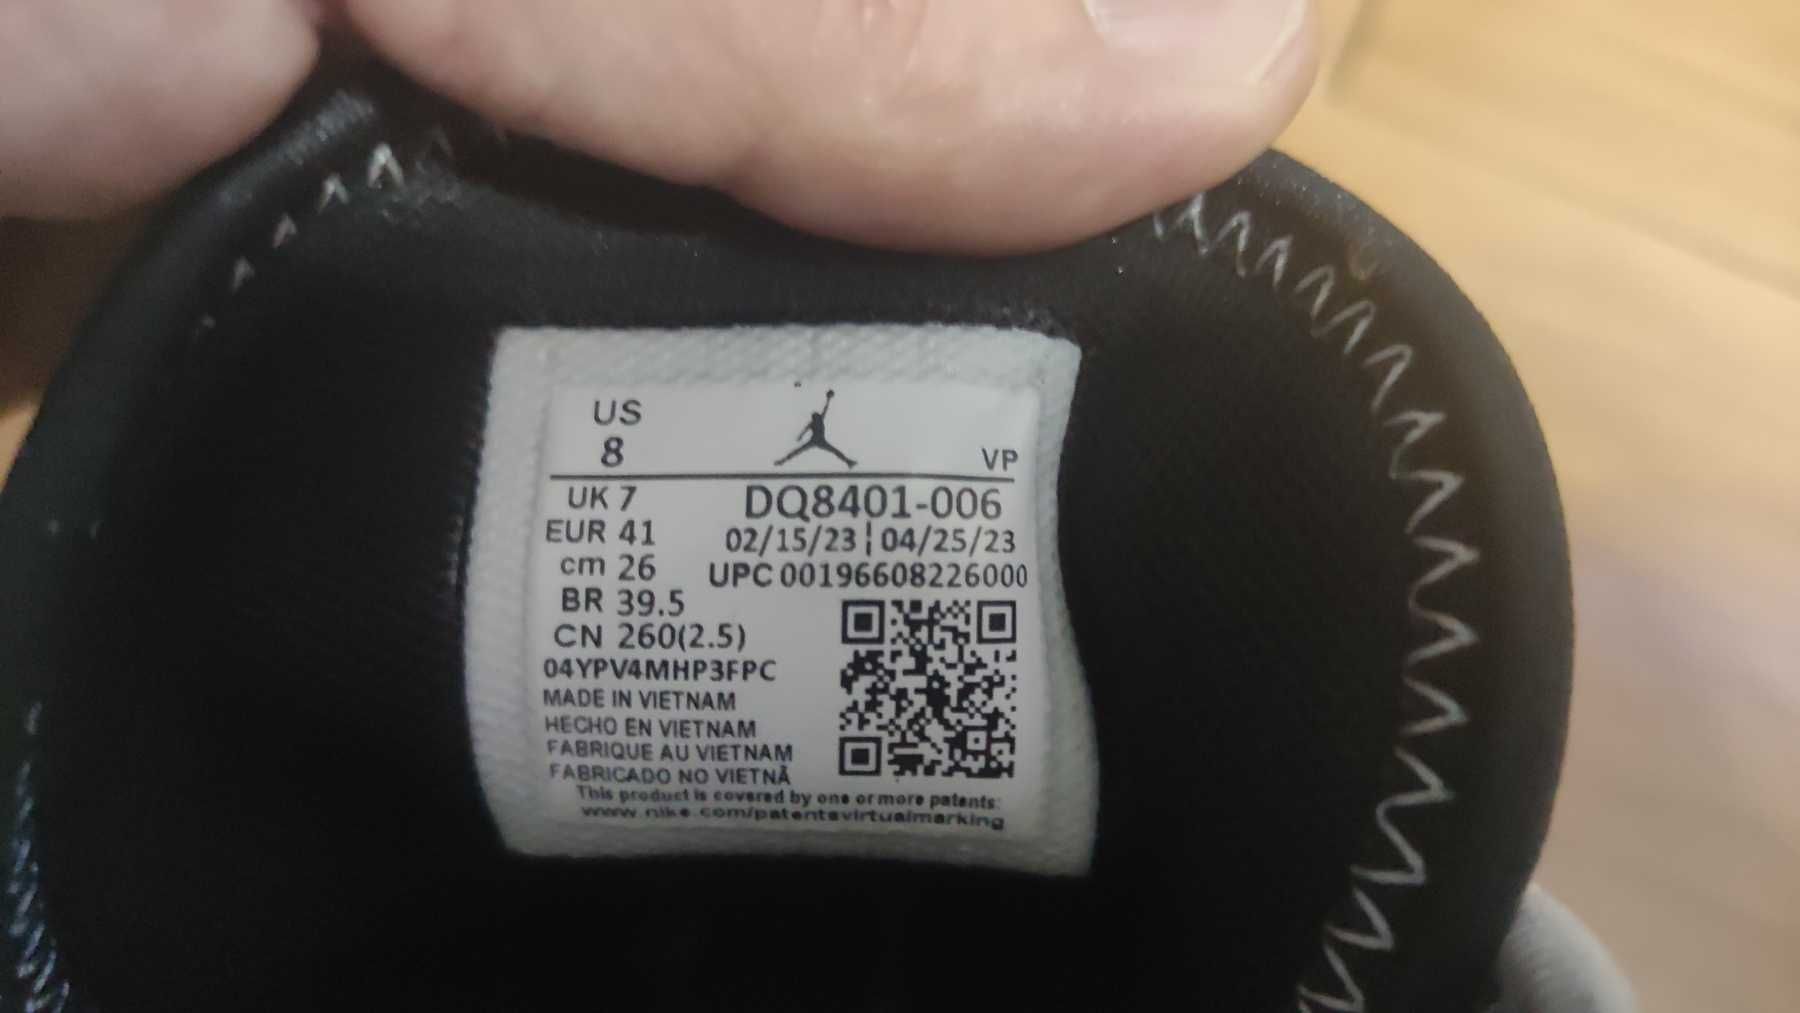 US
8
VP
UK 7
DQ8401-006
EUR 41
02/15/23 ¦ 04/25/23
cm 26
UPC 00196608226000
BR 39.5
CN 260(2.5)
04YPV4MHP3FPC
MADE IN VIETNAM
HECHO EN VIETNAM
FABRIQUE AU VIETNAM
FABRICADO NO VIETNÃ
This product is covered by one or more patents:
www.nike.com/patentsvirtualmarking